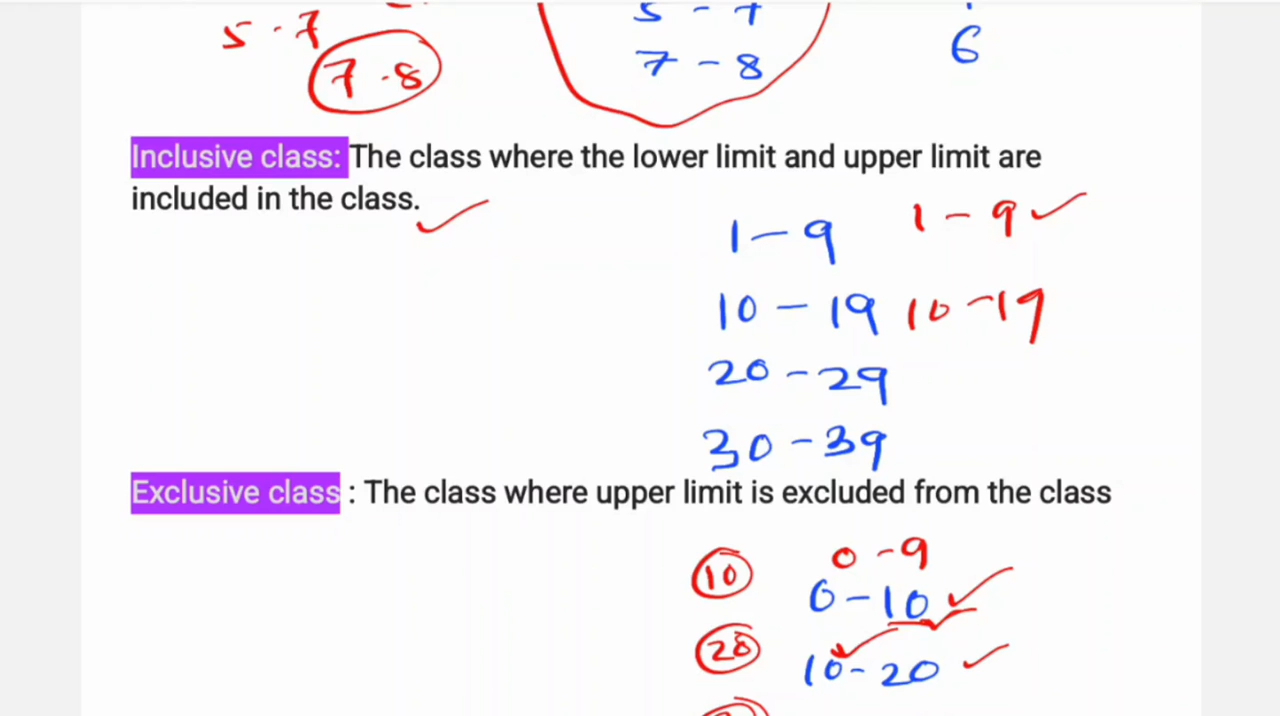 5 - 7
5 - 7
7 - 8
7 - 8
6
Inclusive class: The class where the lower limit and upper limit are
included in the class.
1 - 9 1 - 9
10 - 19 10 - 19
20 - 29
30 - 39
Exclusive class : The class where upper limit is excluded from the class
0 - 9
10 0 - 10
20 10 - 20